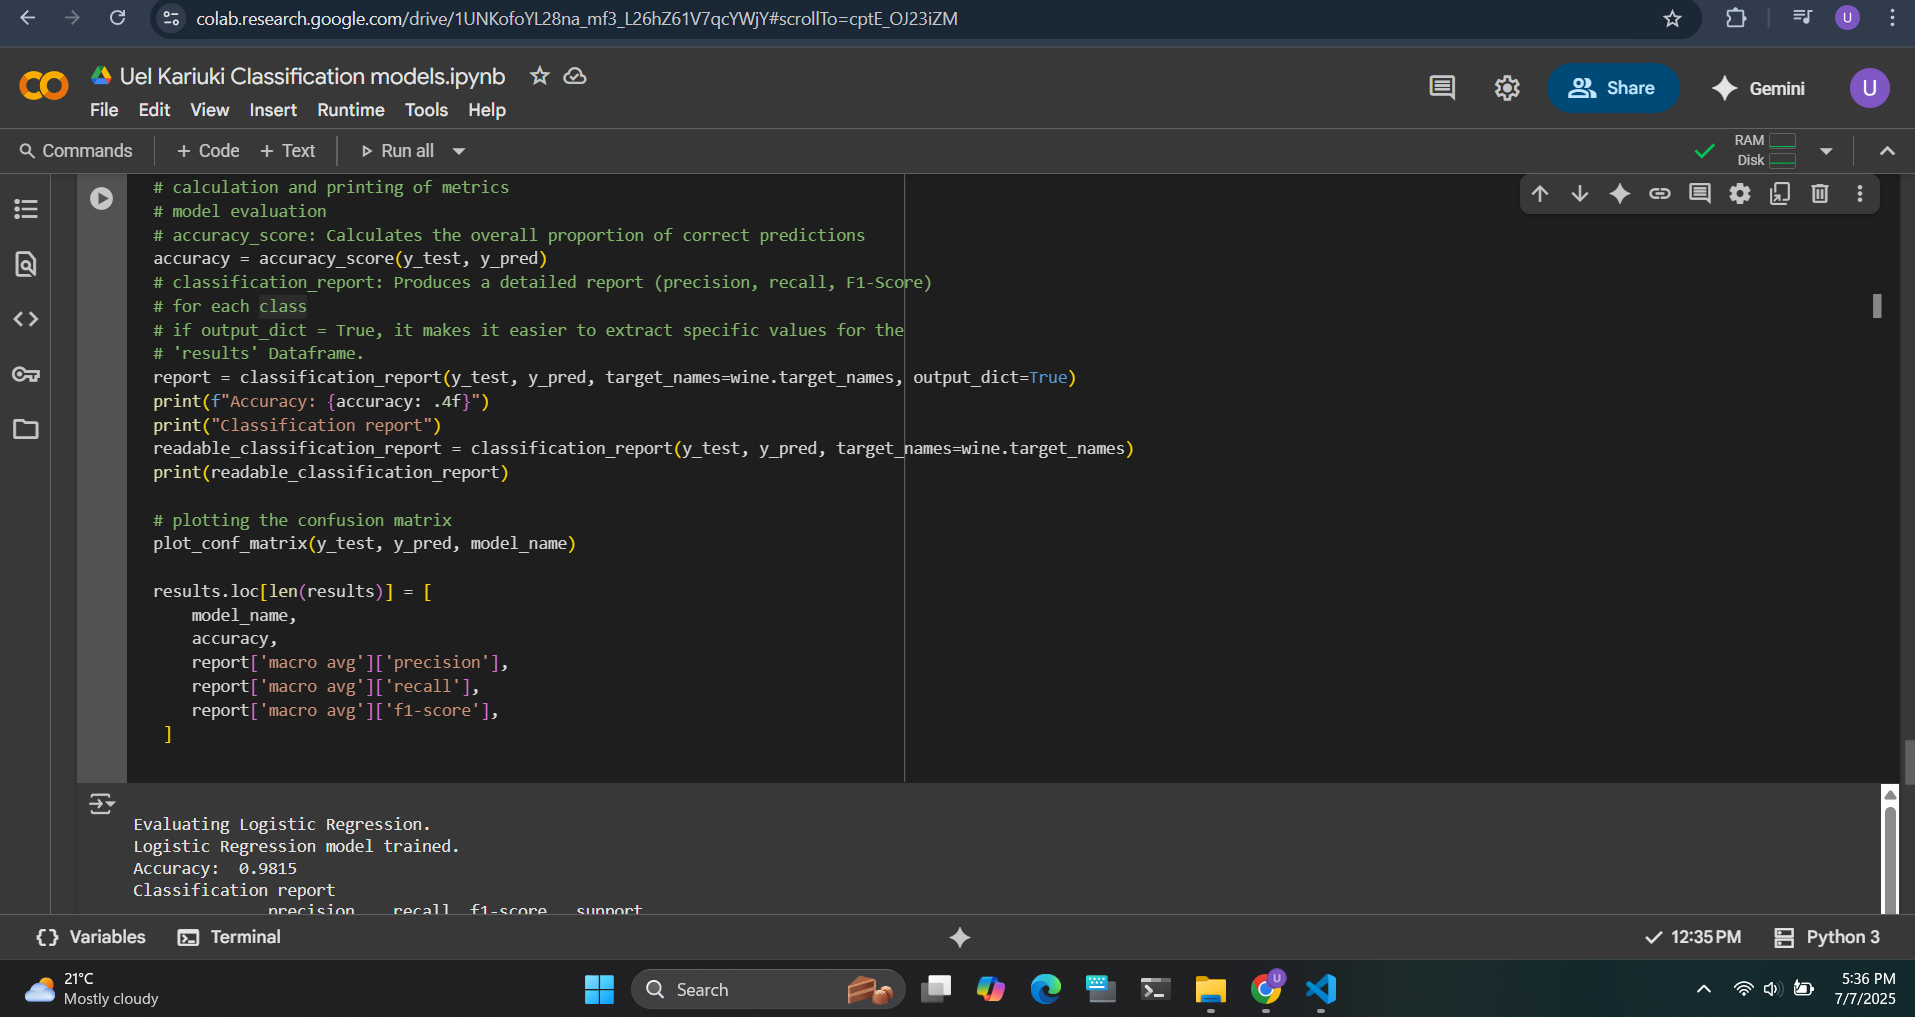 colab.research.google.com/drive/1UNKofoYL28na_mf3_L26hZ61V7qcYWjY#scrollTo=cptE_OJ23iZM
U
CO
Uel Kariuki Classification models.ipynb
File Edit View Insert Runtime Tools Help
Share
Gemini
U
Commands
+ Code + Text
Run all
RAM
Disk
# calculation and printing of metrics
# model evaluation
# accuracy_score: Calculates the overall proportion of correct predictions
accuracy = accuracy_score(y_test, y_pred)
# classification_report: Produces a detailed report (precision, recall, F1-Score)
# for each class
# if output_dict = True, it makes it easier to extract specific values for the
# 'results' Dataframe.
report = classification_report(y_test, y_pred, target_names=wine.target_names, output_dict=True)
print(f"Accuracy: {accuracy: .4f}")
print("Classification report")
readable_classification_report = classification_report(y_test, y_pred, target_names=wine.target_names)
print(readable_classification_report)
# plotting the confusion matrix
plot_conf_matrix(y_test, y_pred, model_name)
results.loc[len(results)] = [
model_name,
accuracy,
report['macro avg']['precision'],
report['macro avg']['recall'],
report['macro avg']['f1-score'],
]
Evaluating Logistic Regression.
Logistic Regression model trained.
Accuracy:  0.9815
Classification report
precision recall f1-score support
{} Variables
Terminal
12:35 PM
Python 3
21°C
Mostly cloudy
Search
U
5:36 PM
7/7/2025